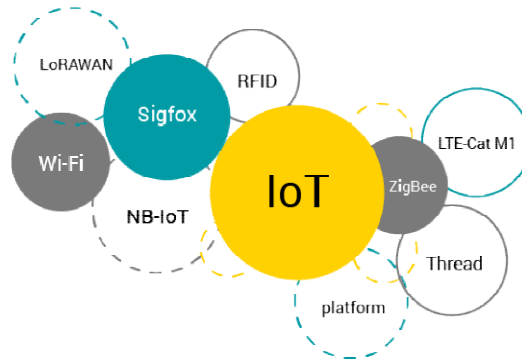 LoRAWAN
RFID
Sigfox
LTE-Cat M1
Wi-Fi
IoT
ZigBee
NB-IoT
Thread
platform